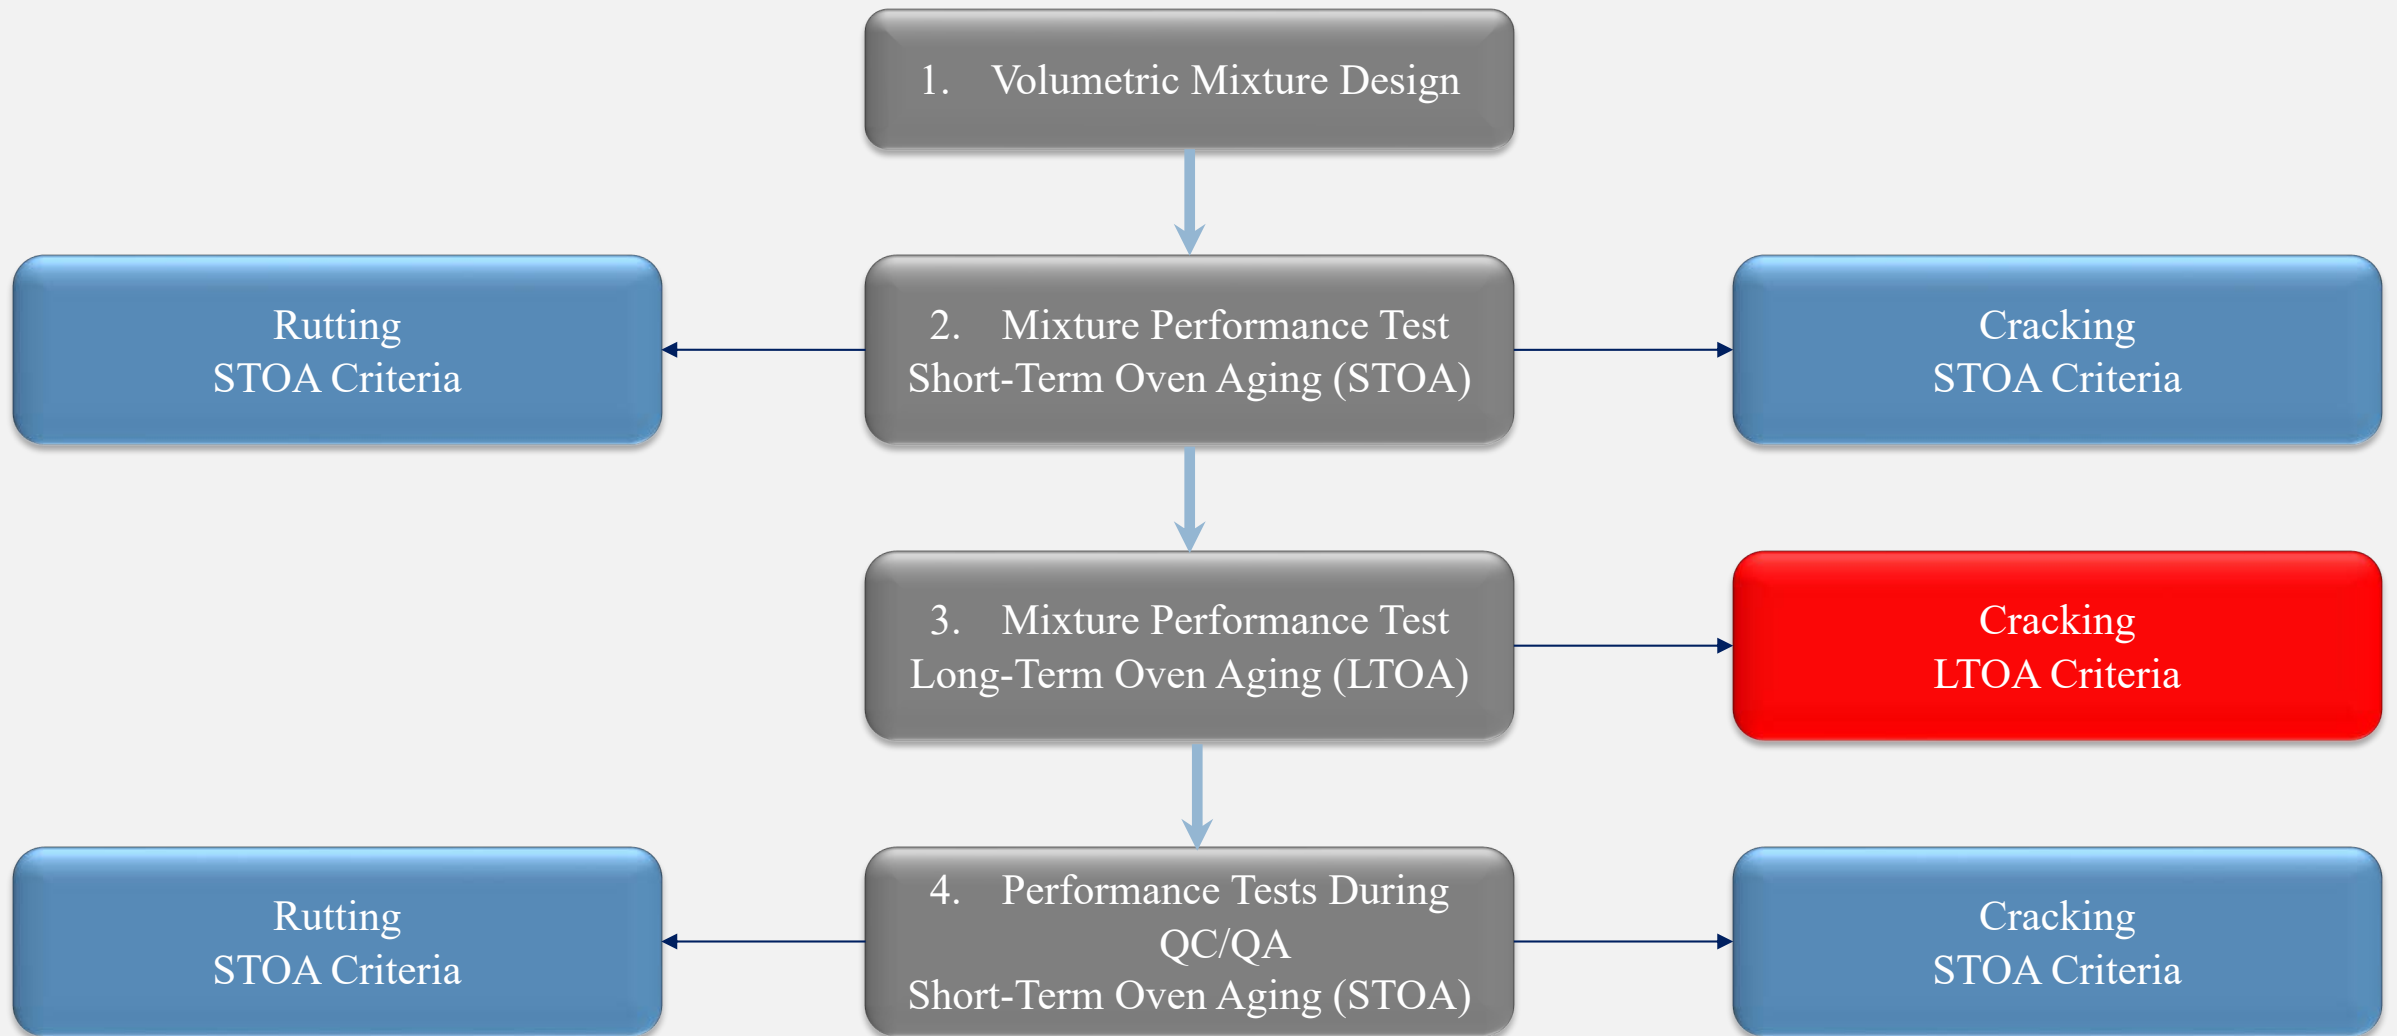 1. Volumetric Mixture Design
Rutting
STOA Criteria
2. Mixture Performance Test
Short-Term Oven Aging (STOA)
Cracking
STOA Criteria
3. Mixture Performance Test
Long-Term Oven Aging (LTOA)
Cracking
LTOA Criteria
Rutting
STOA Criteria
4. Performance Tests During
QC/QA
Short-Term Oven Aging (STOA)
Cracking
STOA Criteria